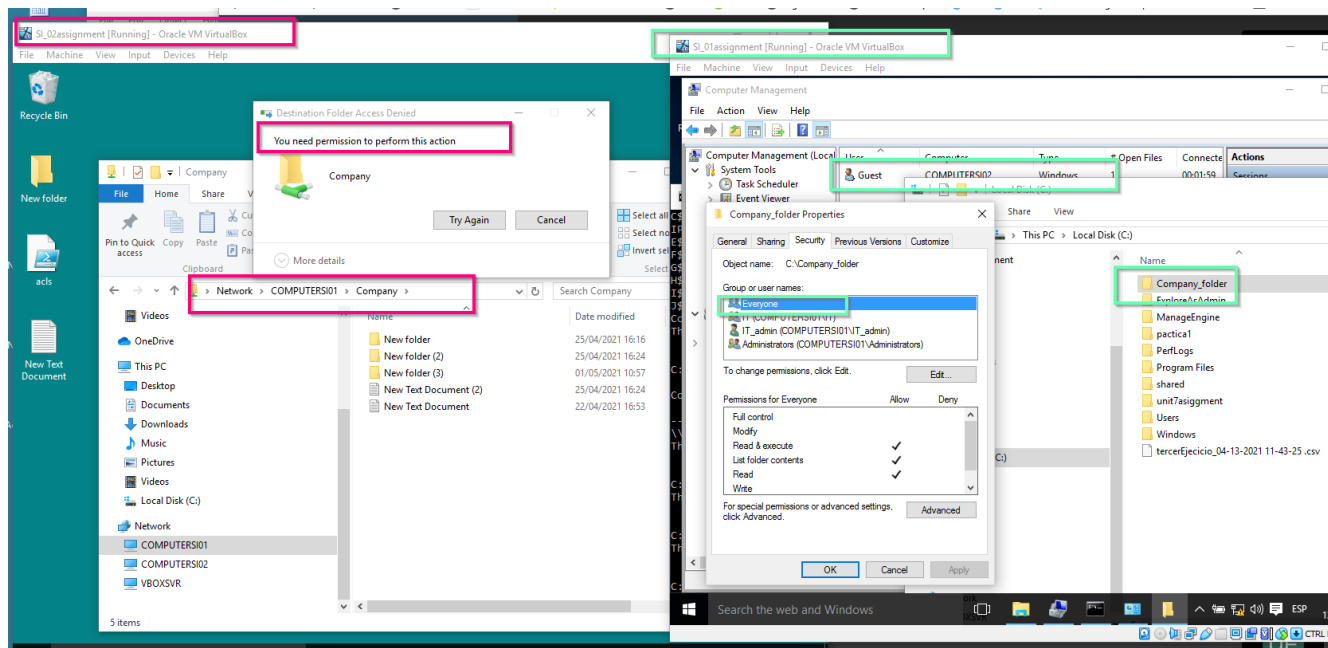 SI_02assignment [Running] - Oracle VM VirtualBox
File Machine View Input Devices Help
Recycle Bin
New folder
acls
New Text
Document
Destination Folder Access Denied
You need permission to perform this action
Company
Try Again
Cancel
More details
Company
File
Home
Share
Pin to Quick
access
Copy
Paste
Clipboard
Select all
Select no
Invert sel
Select
Network > COMPUTERSI01 > Company >
Search Company
Videos
OneDrive
This PC
Desktop
Documents
Downloads
Music
Pictures
Videos
Local Disk (C:)
Network
COMPUTERSI01
COMPUTERSI02
VBOXSVR
Name
Date modified
New folder
25/04/2021 16:16
New folder (2)
25/04/2021 16:24
New folder (3)
01/05/2021 10:57
New Text Document (2)
25/04/2021 16:24
New Text Document
22/04/2021 16:53
5 items
SI_01assignment [Running] - Oracle VM VirtualBox
File Machine View Input Devices Help
Computer Management
File Action View Help
Computer Management (Local
System Tools
Task Scheduler
Event Viewer
User
Computer
Type
# Open Files
Connecte
Guest
COMPUTERSI02
Windows
1
00:01:59
Actions
Sessions
Local Disk (C:)
Share
View
This PC > Local Disk (C:)
Name
Company_folder
ExploreAsAdmin
ManageEngine
pactica1
PerfLogs
Program Files
shared
unit7asiggment
Users
Windows
tercerEjecicio_04-13-2021 11-43-25 .csv
Company_folder Properties
General
Sharing
Security
Previous Versions
Customize
Object name: C:\Company_folder
Group or user names:
Everyone
IT (COMPUTERSI01\IT)
IT_admin (COMPUTERSI01\IT_admin)
Administrators (COMPUTERSI01\Administrators)
To change permissions, click Edit.
Edit...
Permissions for Everyone
Allow
Deny
Full control
Modify
Read & execute
List folder contents
Read
Write
For special permissions or advanced settings,
click Advanced.
Advanced
OK
Cancel
Apply
Search the web and Windows
ESP